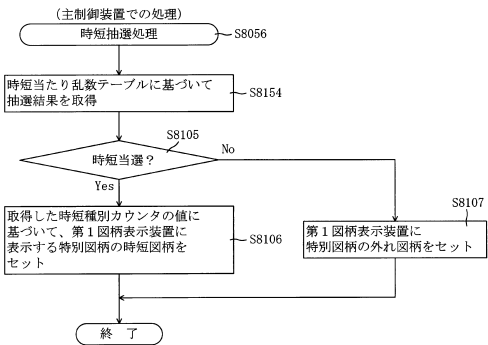 (主制御装置での処理)
時短抽選処理
S8056
時短当たり乱数テーブルに基づいて
抽選結果を取得
S8154
S8105
時短当選？
No
Yes
取得した時短種別カウンタの値に
基づいて、第１図柄表示装置に
表示する特別図柄の時短図柄を
セット
S8106
S8107
第１図柄表示装置に
特別図柄の外れ図柄をセット
終 了